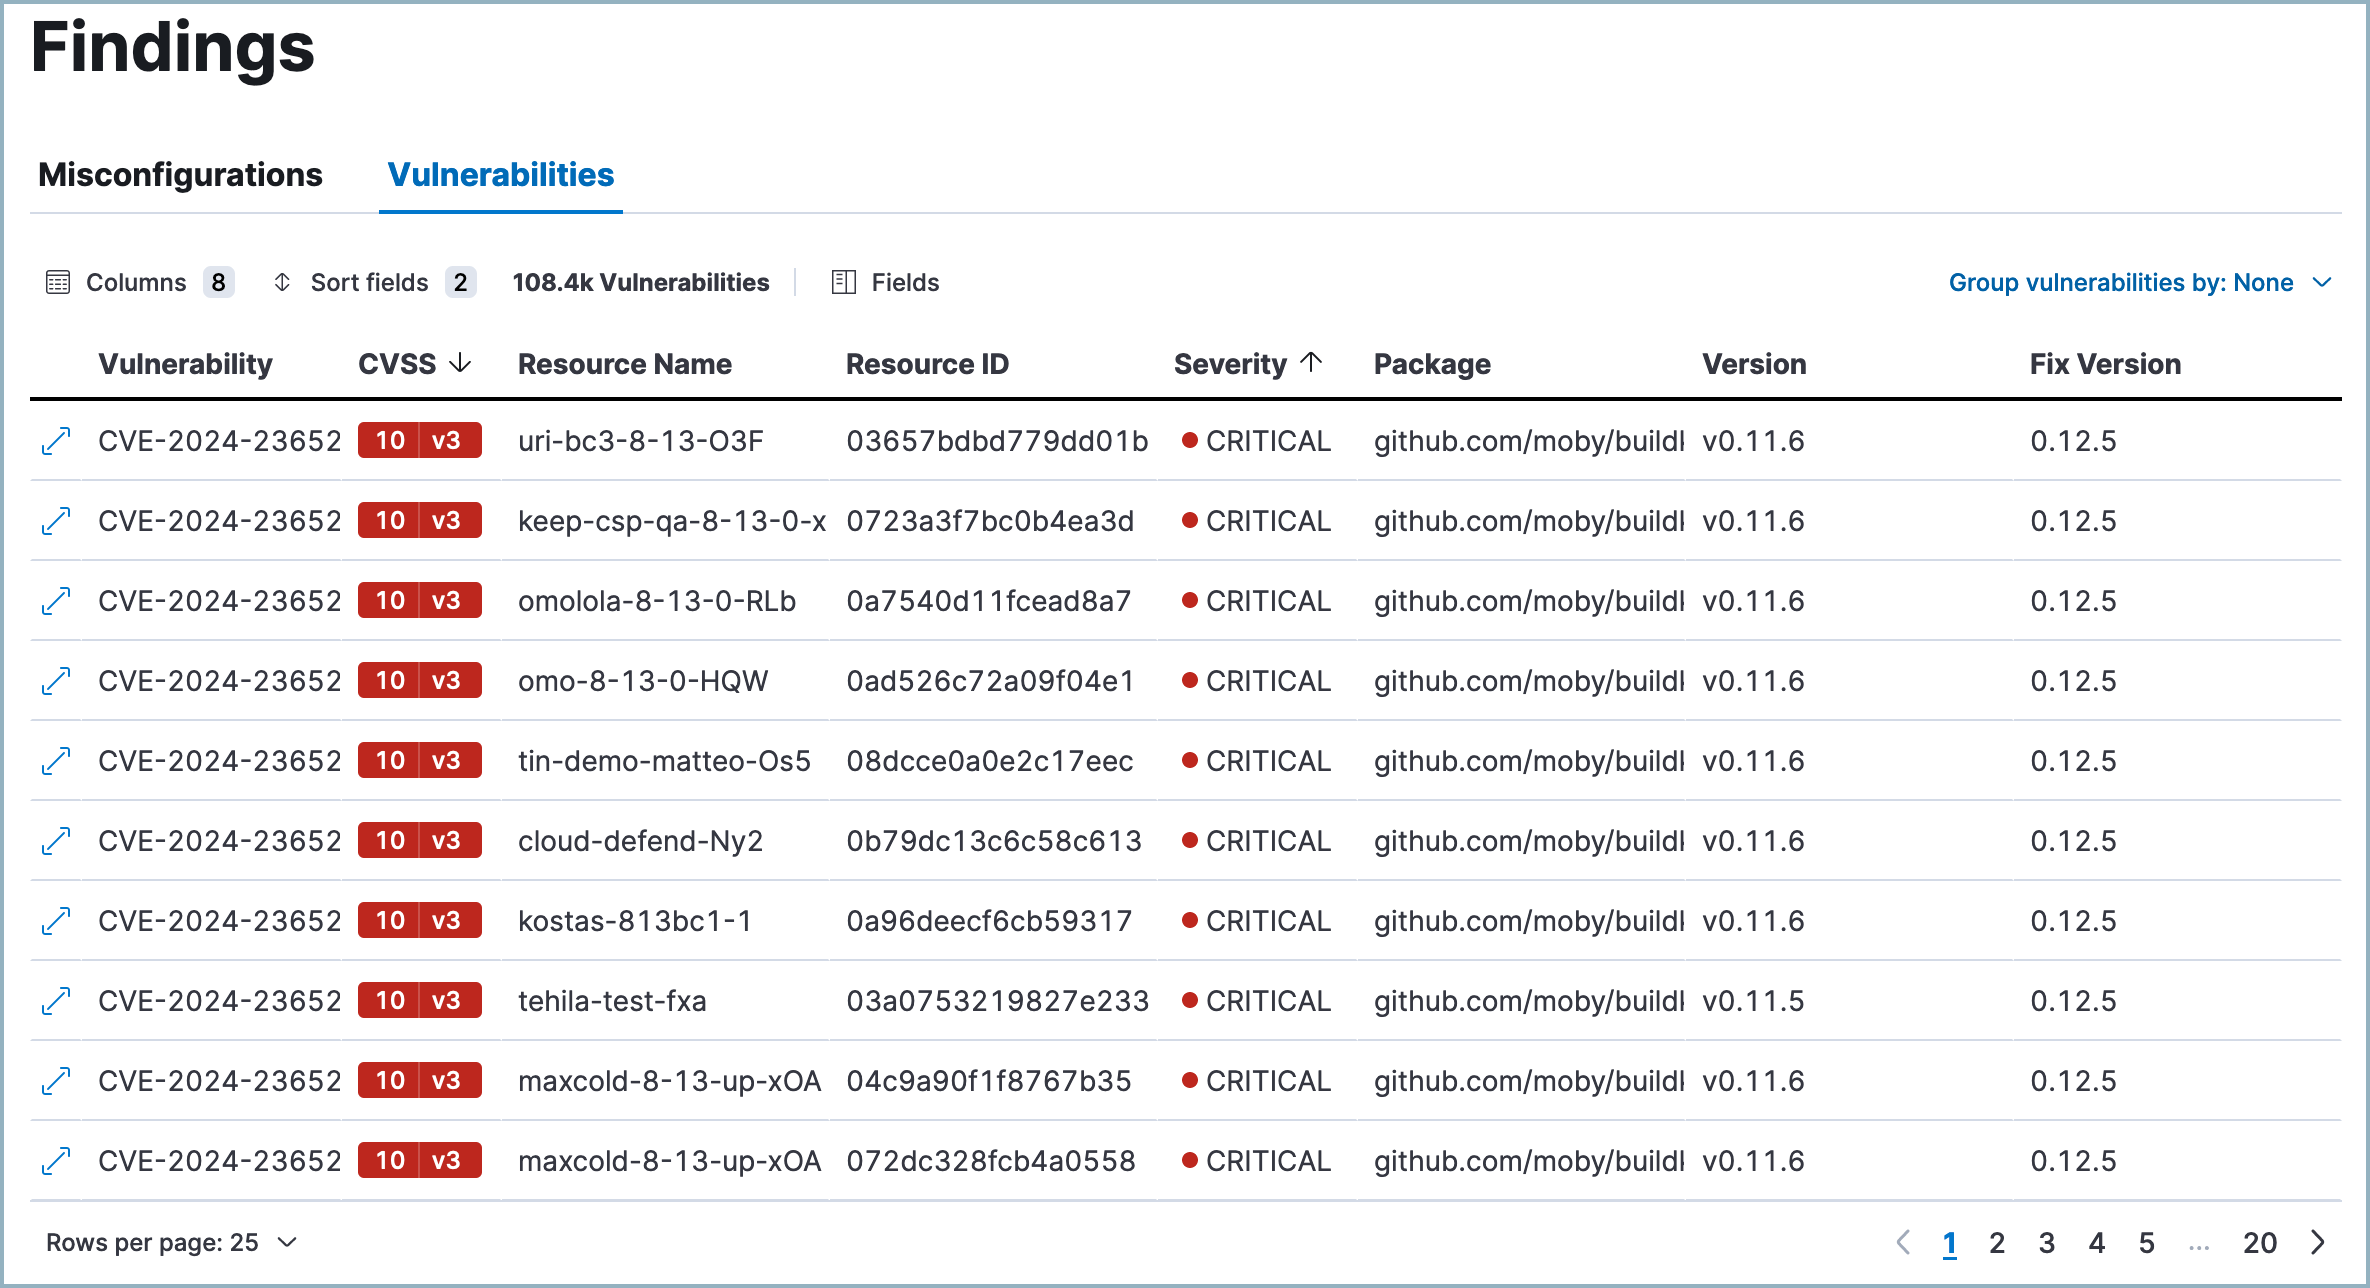 Findings
Misconfigurations Vulnerabilities
Columns 8 Sort fields 2 108.4k Vulnerabilities Fields Group vulnerabilities by: None
Vulnerability CVSS Resource Name Resource ID Severity Package Version Fix Version
CVE-2024-23652 10 v3 uri-bc3-8-13-O3F 03657bdbd779dd01b CRITICAL github.com/moby/build v0.11.6 0.12.5
CVE-2024-23652 10 v3 keep-csp-qa-8-13-0-x 0723a3f7bc0b4ea3d CRITICAL github.com/moby/build v0.11.6 0.12.5
CVE-2024-23652 10 v3 omolola-8-13-0-RLb 0a7540d11fcead8a7 CRITICAL github.com/moby/build v0.11.6 0.12.5
CVE-2024-23652 10 v3 omo-8-13-0-HQW 0ad526c72a09f04e1 CRITICAL github.com/moby/build v0.11.6 0.12.5
CVE-2024-23652 10 v3 tin-demo-matteo-Os5 08dcce0a0e2c17eec CRITICAL github.com/moby/build v0.11.6 0.12.5
CVE-2024-23652 10 v3 cloud-defend-Ny2 0b79dc13c6c58c613 CRITICAL github.com/moby/build v0.11.6 0.12.5
CVE-2024-23652 10 v3 kostas-813bc1-1 0a96deecf6cb59317 CRITICAL github.com/moby/build v0.11.6 0.12.5
CVE-2024-23652 10 v3 tehila-test-fxa 03a0753219827e233 CRITICAL github.com/moby/build v0.11.5 0.12.5
CVE-2024-23652 10 v3 maxcold-8-13-up-xOA 04c9a90f1f8767b35 CRITICAL github.com/moby/build v0.11.6 0.12.5
CVE-2024-23652 10 v3 maxcold-8-13-up-xOA 072dc328fcb4a0558 CRITICAL github.com/moby/build v0.11.6 0.12.5
Rows per page: 25 1 2 3 4 5 ... 20